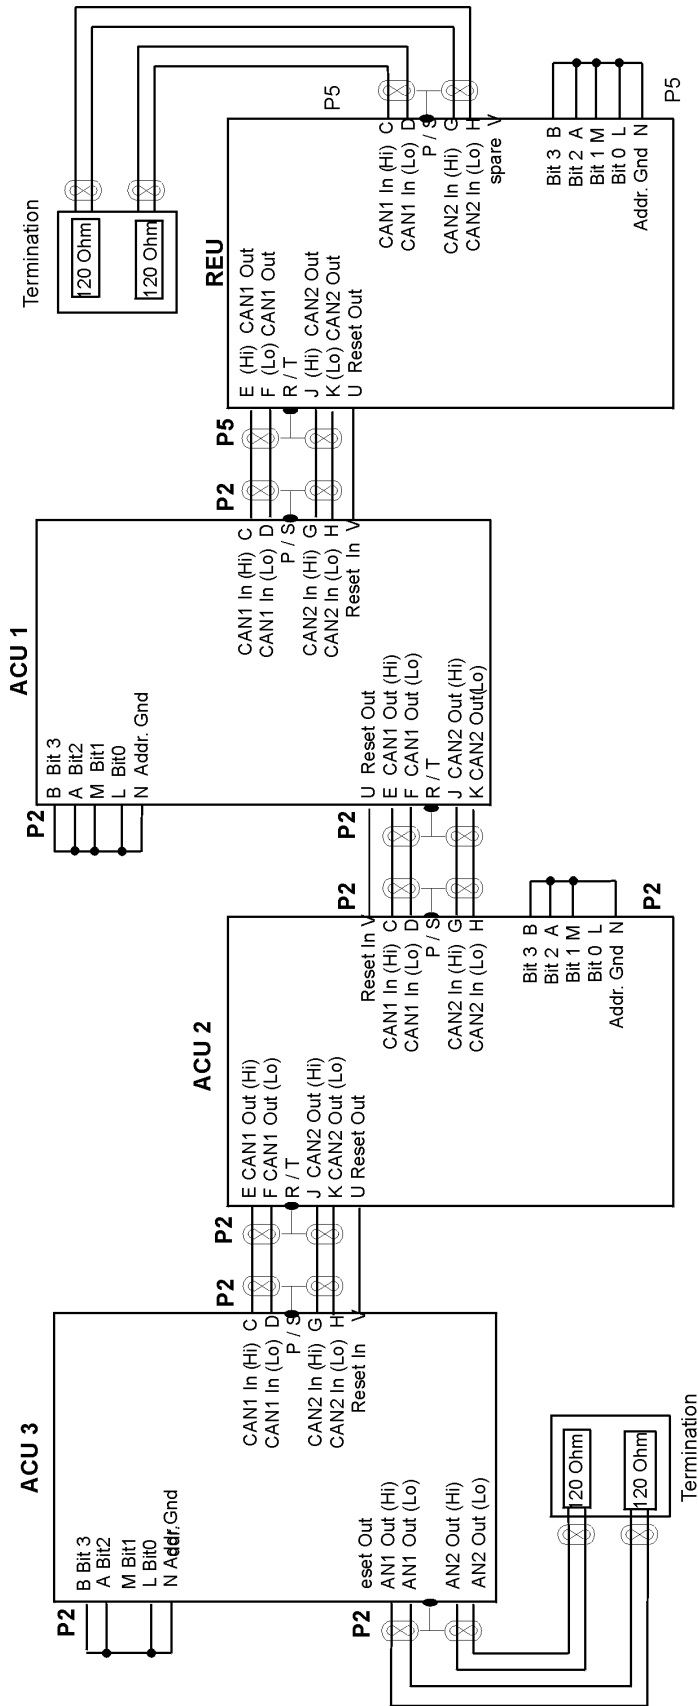 Termination
120 Ohm
120 Ohm
REU
P5
CAN1 In (Hi) C
CAN1 In (Lo) D
P / S
CAN2 In (Hi) G
CAN2 In (Lo) H
spare V
Bit 3 B
Bit 2 A
Bit 1 M
Bit 0 L
Addr. Gnd N
P5
E (Hi) CAN1 Out
F (Lo) CAN1 Out
R / T
J (Hi) CAN2 Out
K (Lo) CAN2 Out
U Reset Out
P5
P2
ACU 1
CAN1 In (Hi) C
CAN1 In (Lo) D
P / S
CAN2 In (Hi) G
CAN2 In (Lo) H
Reset In V
B Bit 3
A Bit2
M Bit1
L Bit0
N Addr. Gnd
P2
U Reset Out
E CAN1 Out (Hi)
F CAN1 Out (Lo)
R / T
J CAN2 Out (Hi)
K CAN2 Out(Lo)
P2
P2
ACU 2
Reset In V
CAN1 In (Hi) C
CAN1 In (Lo) D
P / S
CAN2 In (Hi) G
CAN2 In (Lo) H
Bit 3 B
Bit 2 A
Bit 1 M
Bit 0 L
Addr. Gnd N
P2
E CAN1 Out (Hi)
F CAN1 Out (Lo)
R / T
J CAN2 Out (Hi)
K CAN2 Out (Lo)
U Reset Out
P2
P2
ACU 3
CAN1 In (Hi) C
CAN1 In (Lo) D
P / S
CAN2 In (Hi) G
CAN2 In (Lo) H
Reset In V
B Bit 3
A Bit2
M Bit1
L Bit0
N Addr.Gnd
P2
eset Out
AN1 Out (Hi)
AN1 Out (Lo)
AN2 Out (Hi)
AN2 Out (Lo)
P2
120 Ohm
120 Ohm
Termination